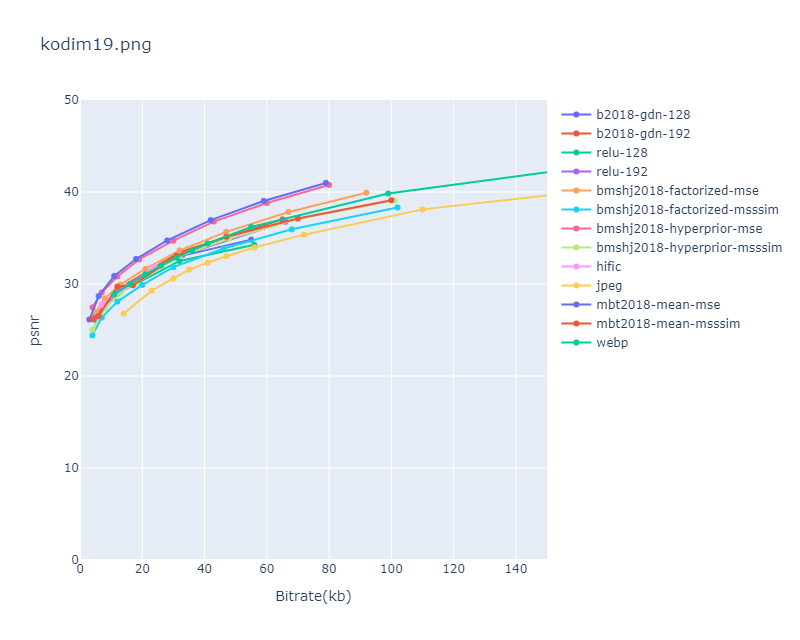 kodim19.png
50
40
30
20
10
0
psnr
0 20 40 60 80 100 120 140
Bitrate(kb)
b2018-gdn-128
b2018-gdn-192
relu-128
relu-192
bmshj2018-factorized-mse
bmshj2018-factorized-msssim
bmshj2018-hyperprior-mse
bmshj2018-hyperprior-msssim
hific
jpeg
mbt2018-mean-mse
mbt2018-mean-msssim
webp